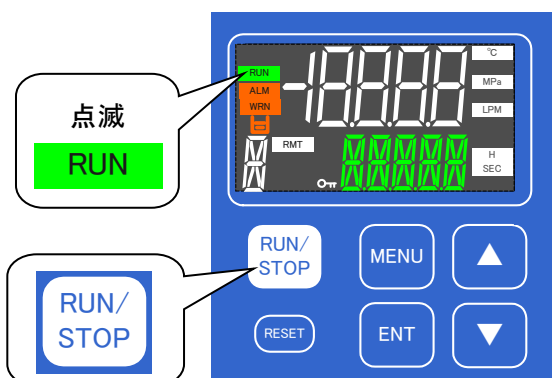 点滅
RUN
RUN
ALM
WRN
RMT
℃
MPa
LPM
H
SEC
RUN/
STOP
MENU
RESET
ENT
RUN/
STOP